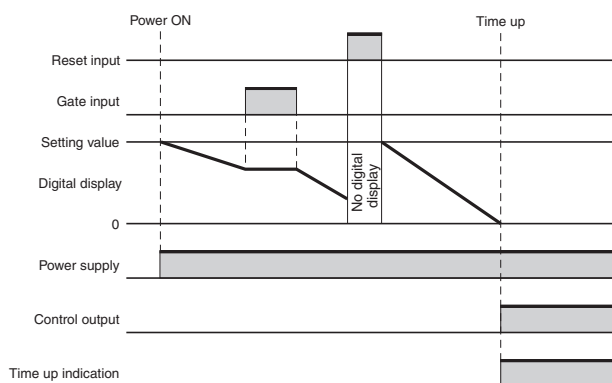 Power ON
Time up
Reset input
Gate input
Setting value
Digital display
No digital
display
0
Power supply
Control output
Time up indication